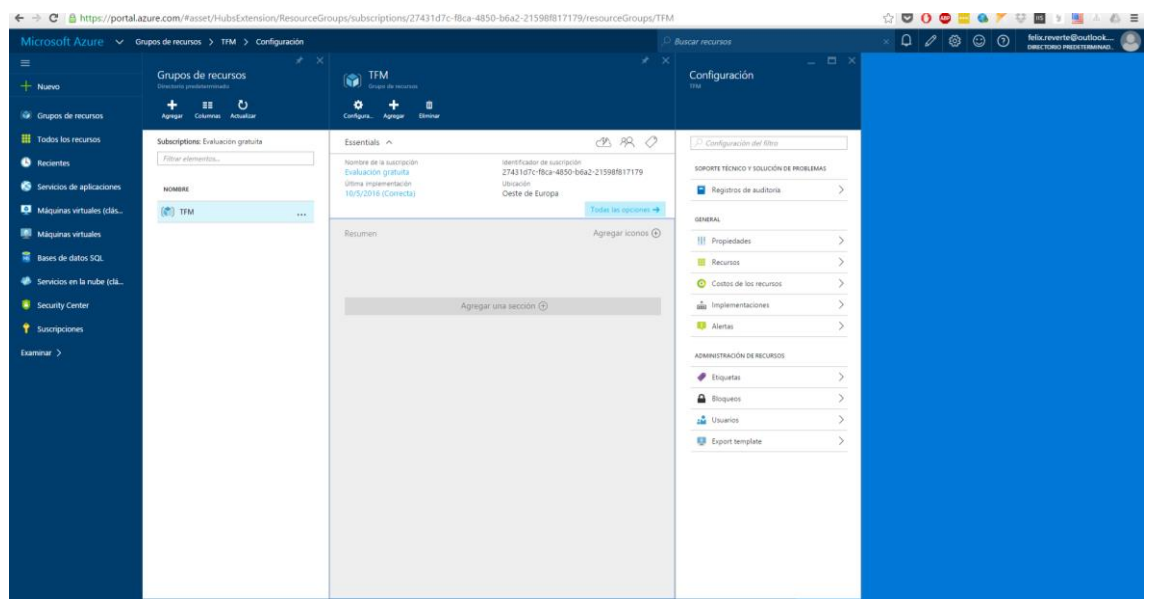 https://portal.azure.com/#asset/HubsExtension/ResourceGroups/subscriptions/27431d7c-f8ca-4850-b6a2-21598f817179/resourceGroups/TFM
Microsoft Azure Grupos de recursos > TFM > Configuración
Buscar recursos
felix.reverte@outlook....
DIRECTORIO PREDETERMINAD..
Nuevo
Grupos de recursos
Todos los recursos
Recientes
Servicios de aplicaciones
Máquinas virtuales (clás...
Máquinas virtuales
Bases de datos SQL
Servicios en la nube (clá...
Security Center
Suscripciones
Examinar >
Grupos de recursos
Directorio predeterminado
Agregar Columnas Actualizar
Subscriptions: Evaluación gratuita
Filtrar elementos...
NOMBRE
TFM ...
TFM
Grupo de recursos
Configura... Agregar Eliminar
Essentials
Nombre de la suscripción
Evaluación gratuita
Identificador de suscripción
27431d7c-f8ca-4850-b6a2-21598f817179
Última implementación
10/5/2016 (Correcta)
Ubicación
Oeste de Europa
Todas las opciones →
Resumen
Agregar iconos
Agregar una sección
Configuración
TFM
Configuración del filtro
SOPORTE TÉCNICO Y SOLUCIÓN DE PROBLEMAS
Registros de auditoría
GENERAL
Propiedades
Recursos
Costos de los recursos
Implementaciones
Alertas
ADMINISTRACIÓN DE RECURSOS
Etiquetas
Bloqueos
Usuarios
Export template